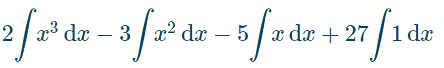 2∫x³ dx − 3∫x² dx − 5∫x dx + 27∫1 dx